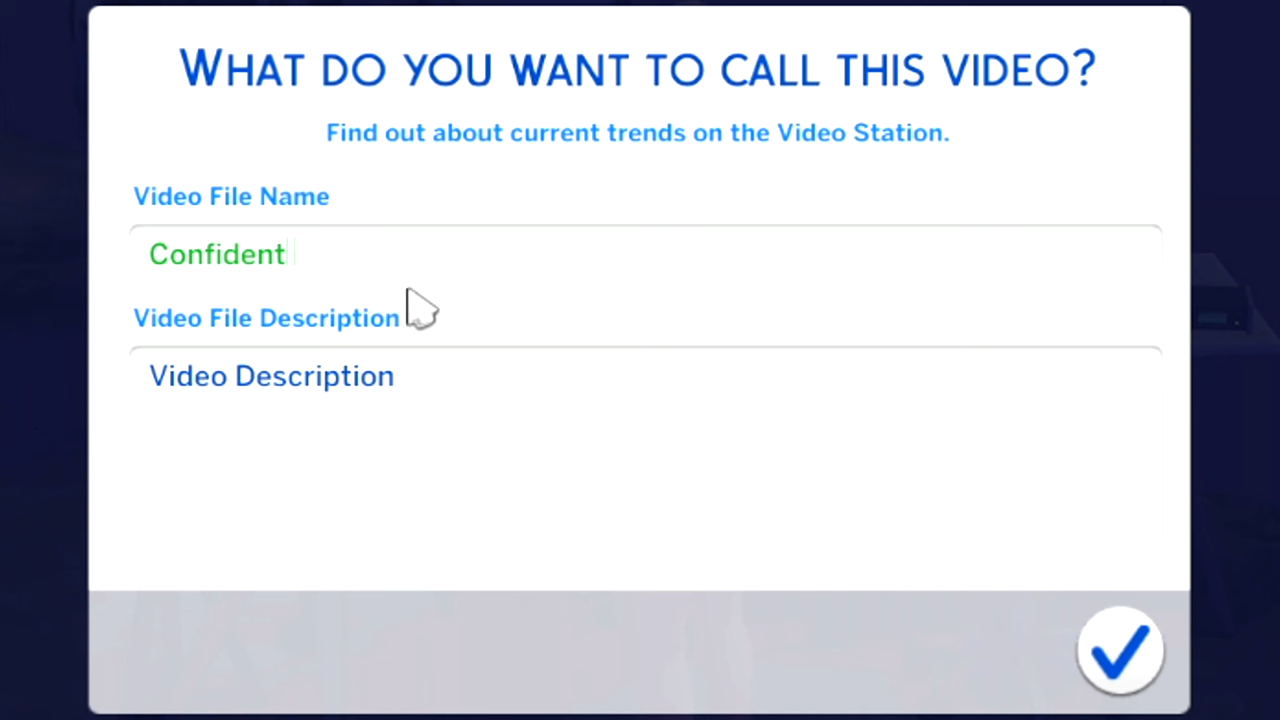 WHAT DO YOU WANT TO CALL THIS VIDEO?
Find out about current trends on the Video Station.
Video File Name
Confident
Video File Description
Video Description